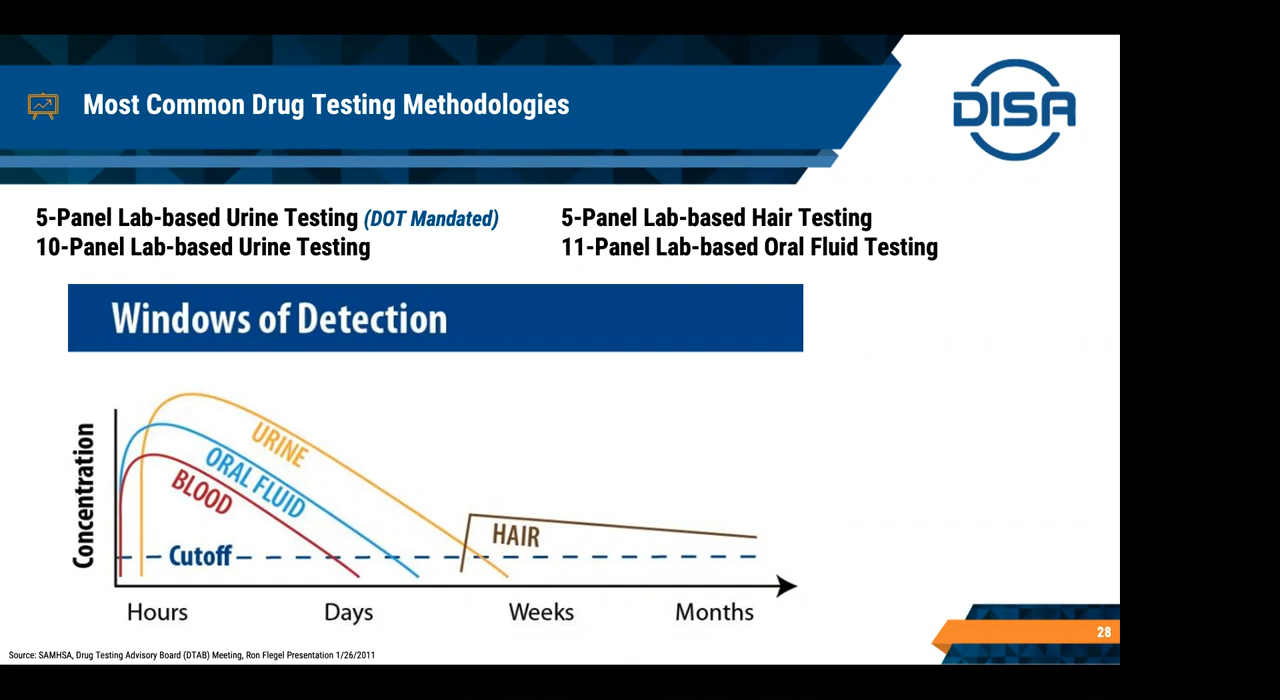 Most Common Drug Testing Methodologies
DISA
5-Panel Lab-based Urine Testing (DOT Mandated)
10-Panel Lab-based Urine Testing
5-Panel Lab-based Hair Testing
11-Panel Lab-based Oral Fluid Testing
Windows of Detection
Concentration
URINE
ORAL FLUID
BLOOD
HAIR
Cutoff
Hours Days Weeks Months
28
Source: SAMHSA, Drug Testing Advisory Board (DTAB) Meeting, Ron Flegel Presentation 1/26/2011